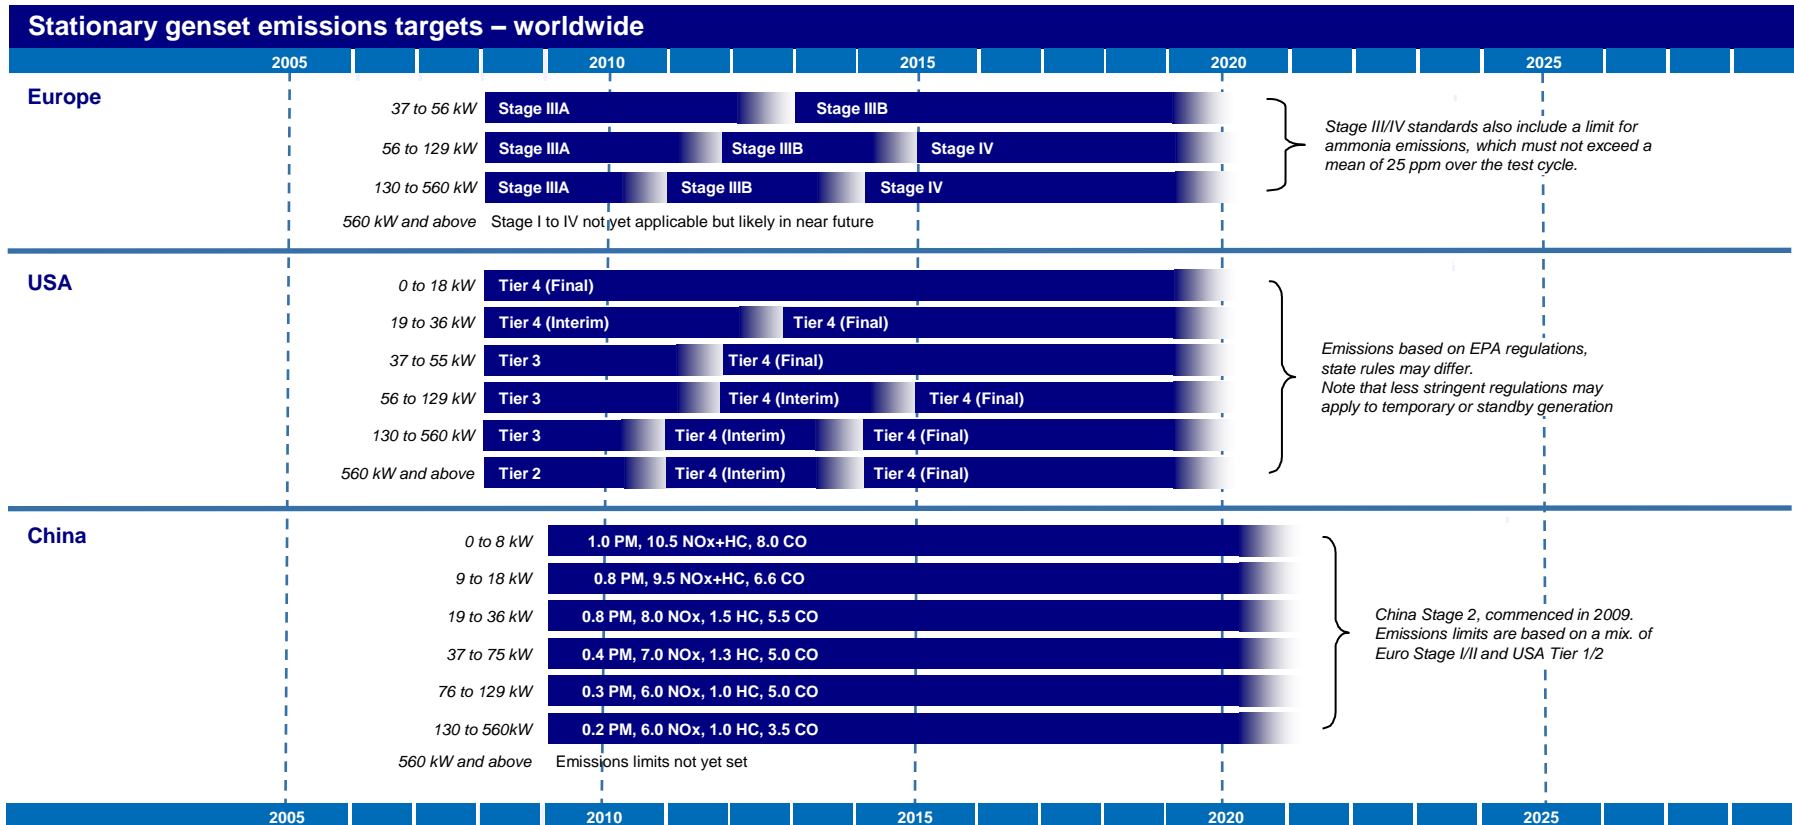 Stationary genset emissions targets – worldwide
2005 2010 2015 2020 2025
Europe
37 to 56 kW Stage IIIA Stage IIIB
56 to 129 kW Stage IIIA Stage IIIB Stage IV
130 to 560 kW Stage IIIA Stage IIIB Stage IV
560 kW and above Stage I to IV not yet applicable but likely in near future
Stage III/IV standards also include a limit for
ammonia emissions, which must not exceed a
mean of 25 ppm over the test cycle.
USA
0 to 18 kW Tier 4 (Final)
19 to 36 kW Tier 4 (Interim) Tier 4 (Final)
37 to 55 kW Tier 3 Tier 4 (Final)
56 to 129 kW Tier 3 Tier 4 (Interim) Tier 4 (Final)
130 to 560 kW Tier 3 Tier 4 (Interim) Tier 4 (Final)
560 kW and above Tier 2 Tier 4 (Interim) Tier 4 (Final)
Emissions based on EPA regulations,
state rules may differ.
Note that less stringent regulations may
apply to temporary or standby generation
China
0 to 8 kW 1.0 PM, 10.5 NOx+HC, 8.0 CO
9 to 18 kW 0.8 PM, 9.5 NOx+HC, 6.6 CO
19 to 36 kW 0.8 PM, 8.0 NOx, 1.5 HC, 5.5 CO
37 to 75 kW 0.4 PM, 7.0 NOx, 1.3 HC, 5.0 CO
76 to 129 kW 0.3 PM, 6.0 NOx, 1.0 HC, 5.0 CO
130 to 560kW 0.2 PM, 6.0 NOx, 1.0 HC, 3.5 CO
560 kW and above Emissions limits not yet set
China Stage 2, commenced in 2009.
Emissions limits are based on a mix. of
Euro Stage I/II and USA Tier 1/2
2005 2010 2015 2020 2025